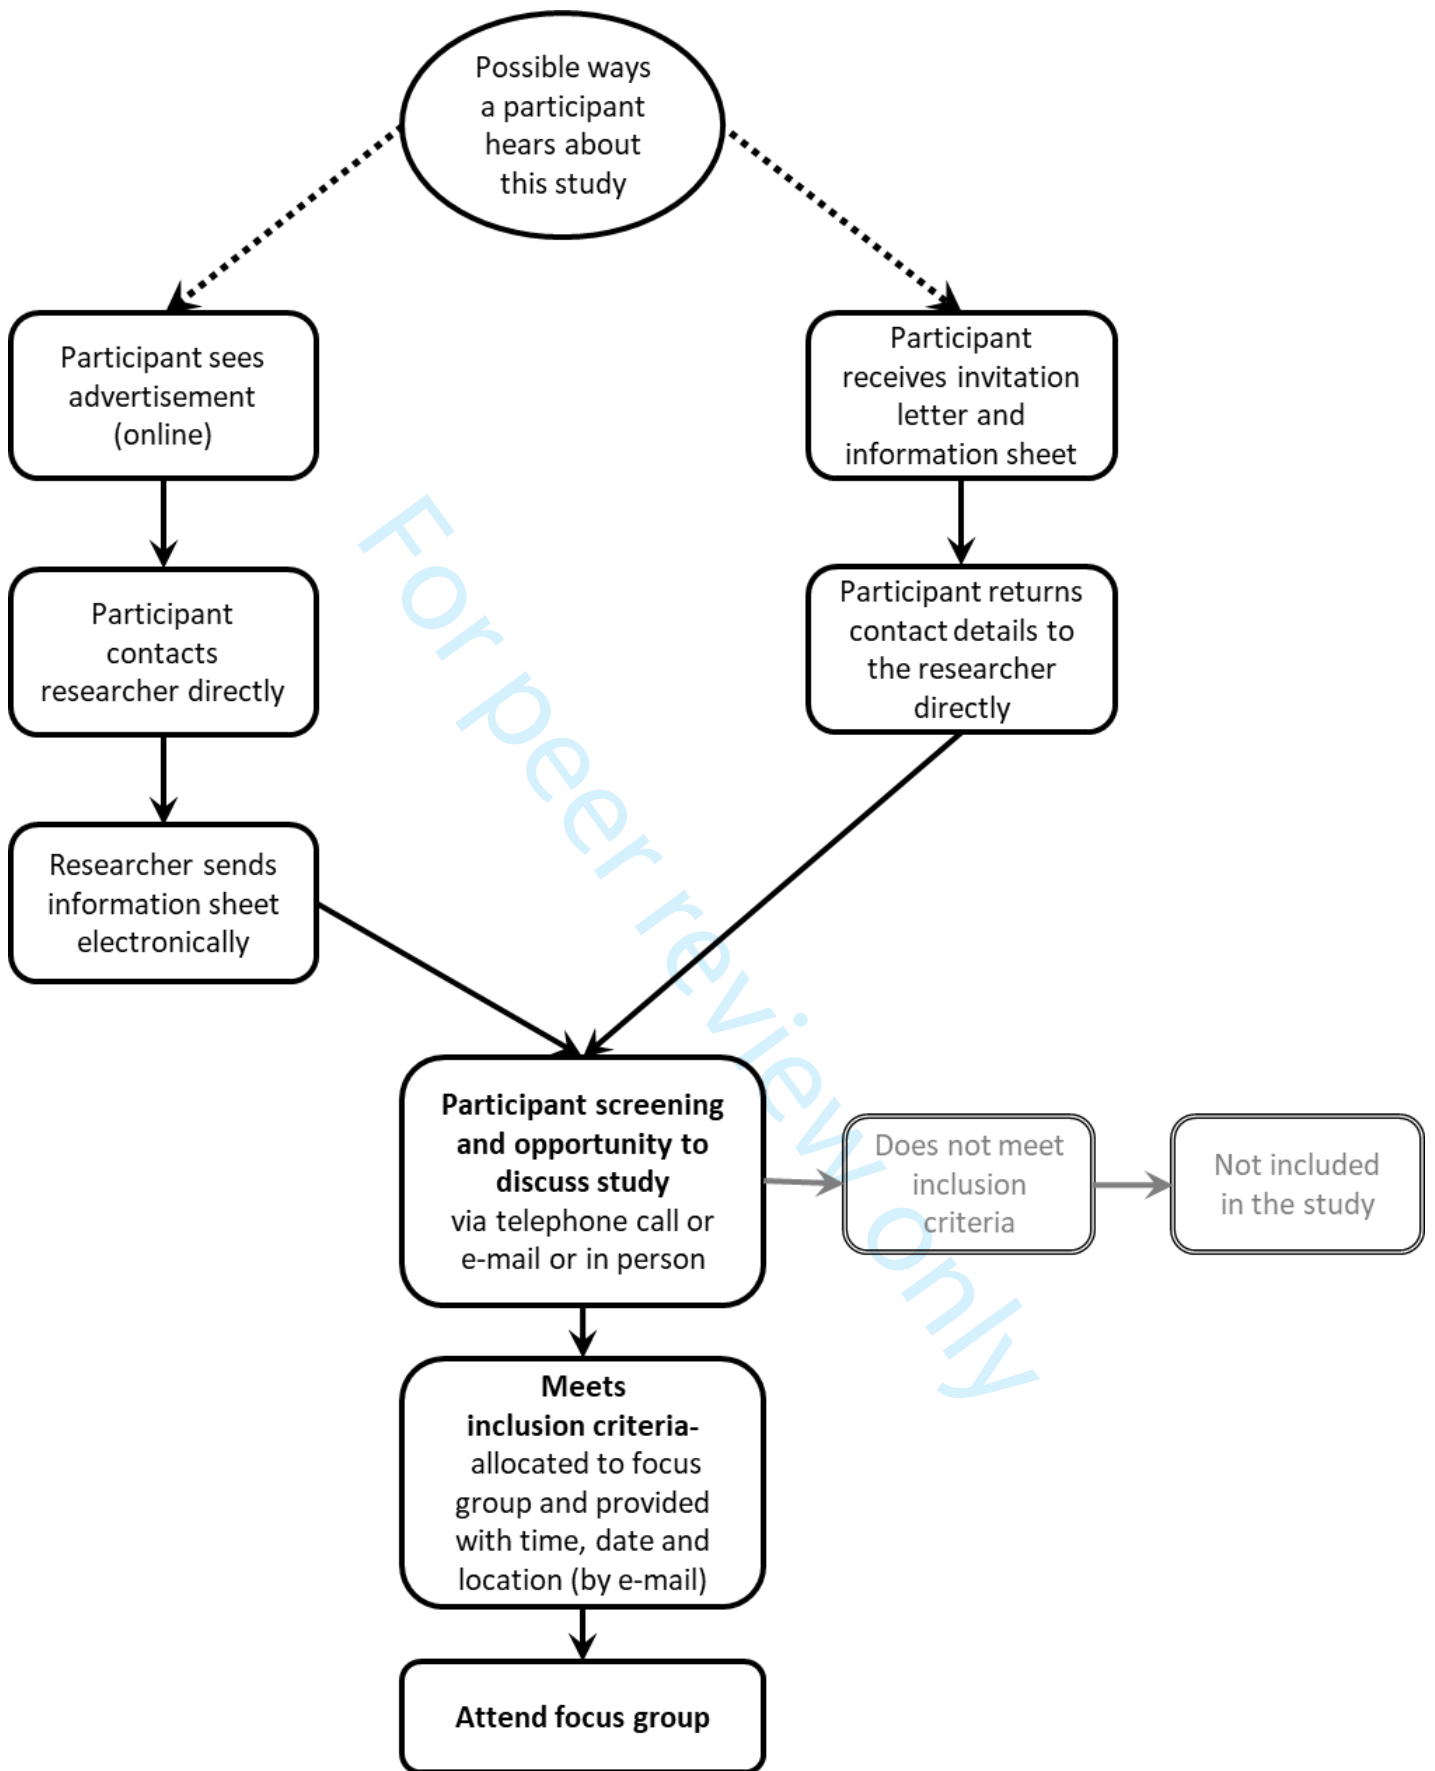 Possible ways
a participant
hears about
this study
Participant sees
advertisement
(online)
Participant
receives invitation
letter and
information sheet
Participant
contacts
researcher directly
Participant returns
contact details to
the researcher
directly
Researcher sends
information sheet
electronically
For peer review only
Participant screening
and opportunity to
discuss study
via telephone call or
e-mail or in person
Does not meet
inclusion
criteria
Not included
in the study
Meets
inclusion criteria-
allocated to focus
group and provided
with time, date and
location (by e-mail)
Attend focus group